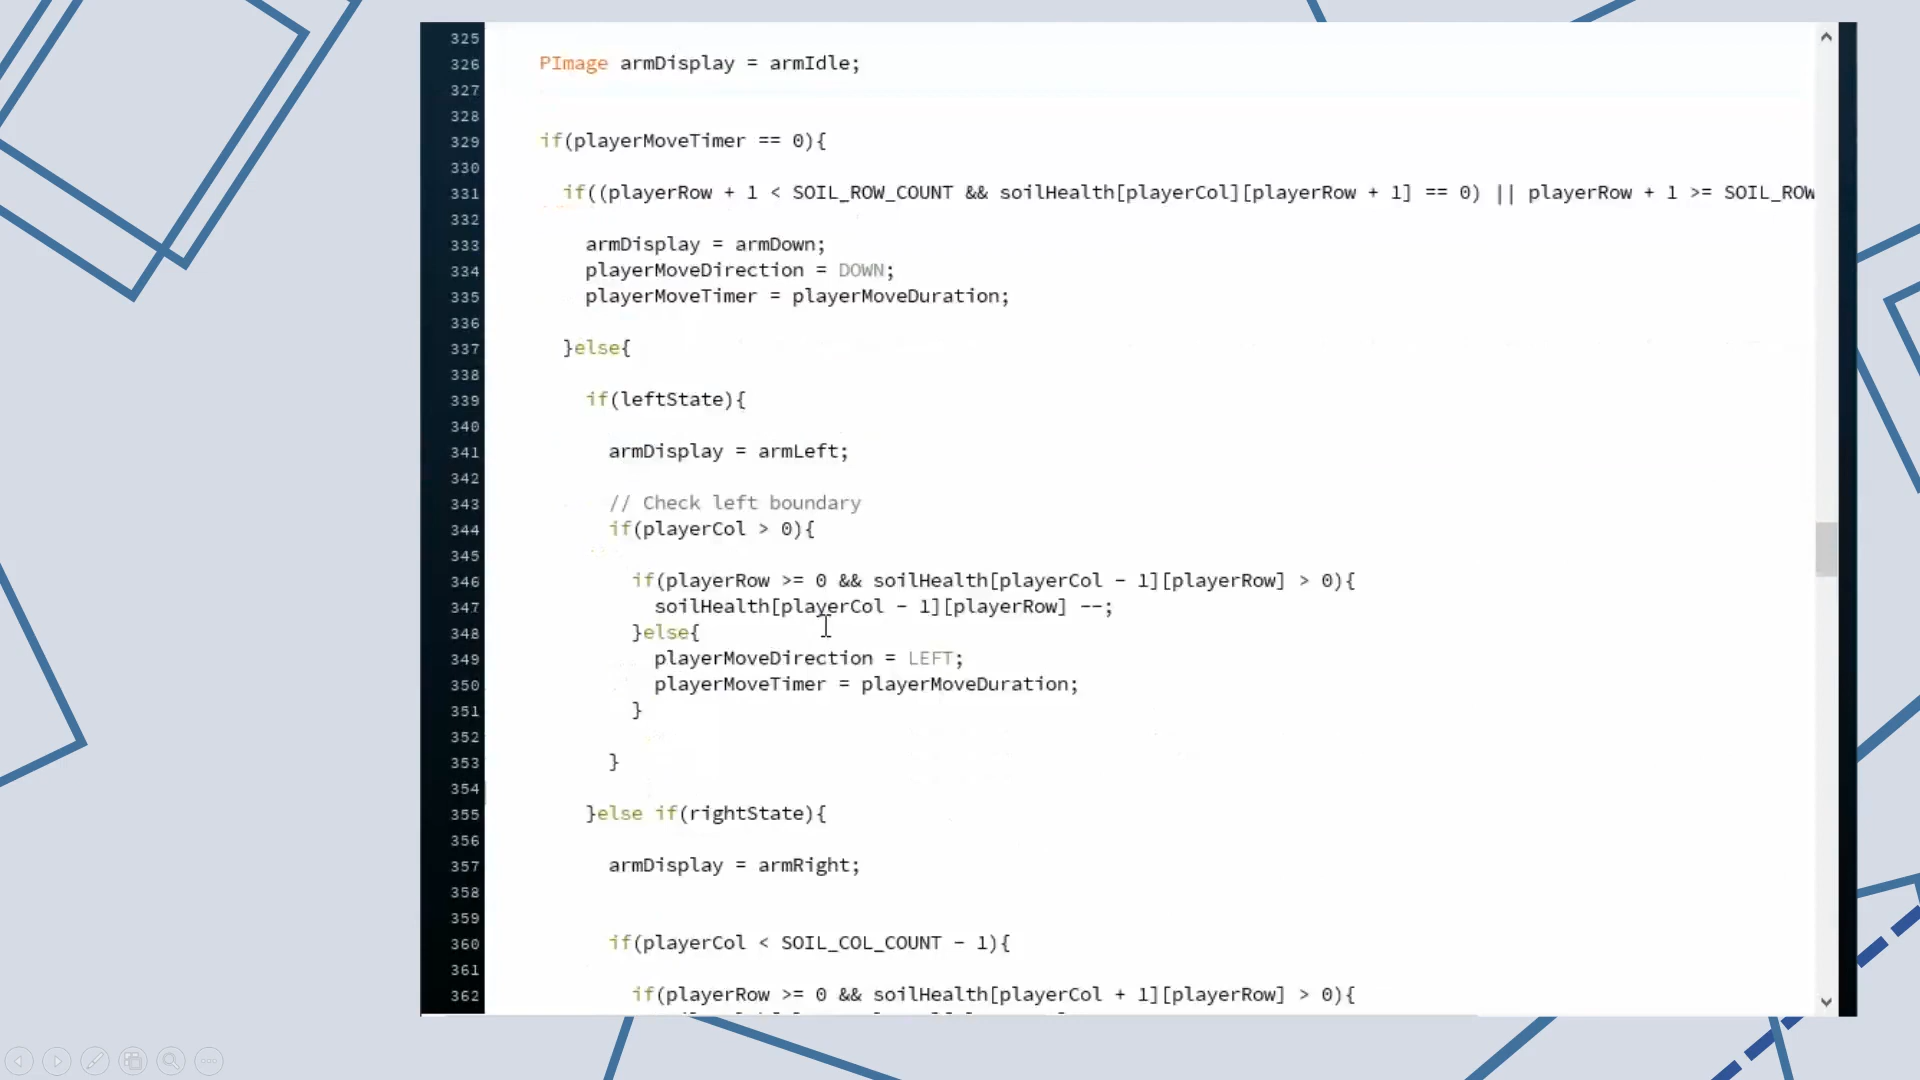 325
326 PImage armDisplay = armIdle;
327
328
329 if(playerMoveTimer == 0){
330
331 if((playerRow + 1 < SOIL_ROW_COUNT && soilHealth[playerCol][playerRow + 1] == 0) || playerRow + 1 >= SOIL_ROW
332
333 armDisplay = armDown;
334 playerMoveDirection = DOWN;
335 playerMoveTimer = playerMoveDuration;
336
337 }else{
338
339 if(leftState){
340
341 armDisplay = armLeft;
342
343 // Check left boundary
344 if(playerCol > 0){
345
346 if(playerRow >= 0 && soilHealth[playerCol - 1][playerRow] > 0){
347 soilHealth[playerCol - 1][playerRow] --;
348 }else{
349 playerMoveDirection = LEFT;
350 playerMoveTimer = playerMoveDuration;
351 }
352
353 }
354
355 }else if(rightState){
356
357 armDisplay = armRight;
358
359
360 if(playerCol < SOIL_COL_COUNT - 1){
361
362 if(playerRow >= 0 && soilHealth[playerCol + 1][playerRow] > 0){